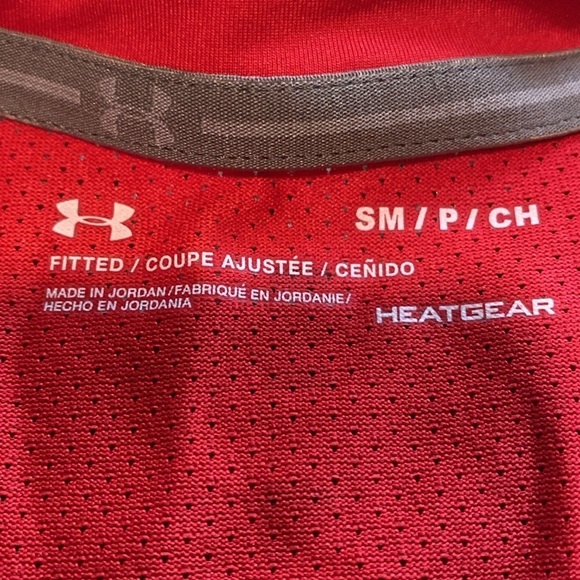 SM / P / CH
FITTED / COUPE AJUSTÉE / CEÑIDO
MADE IN JORDAN / FABRIQUÉ EN JORDANIE /
HECHO EN JORDANIA
HEATGEAR